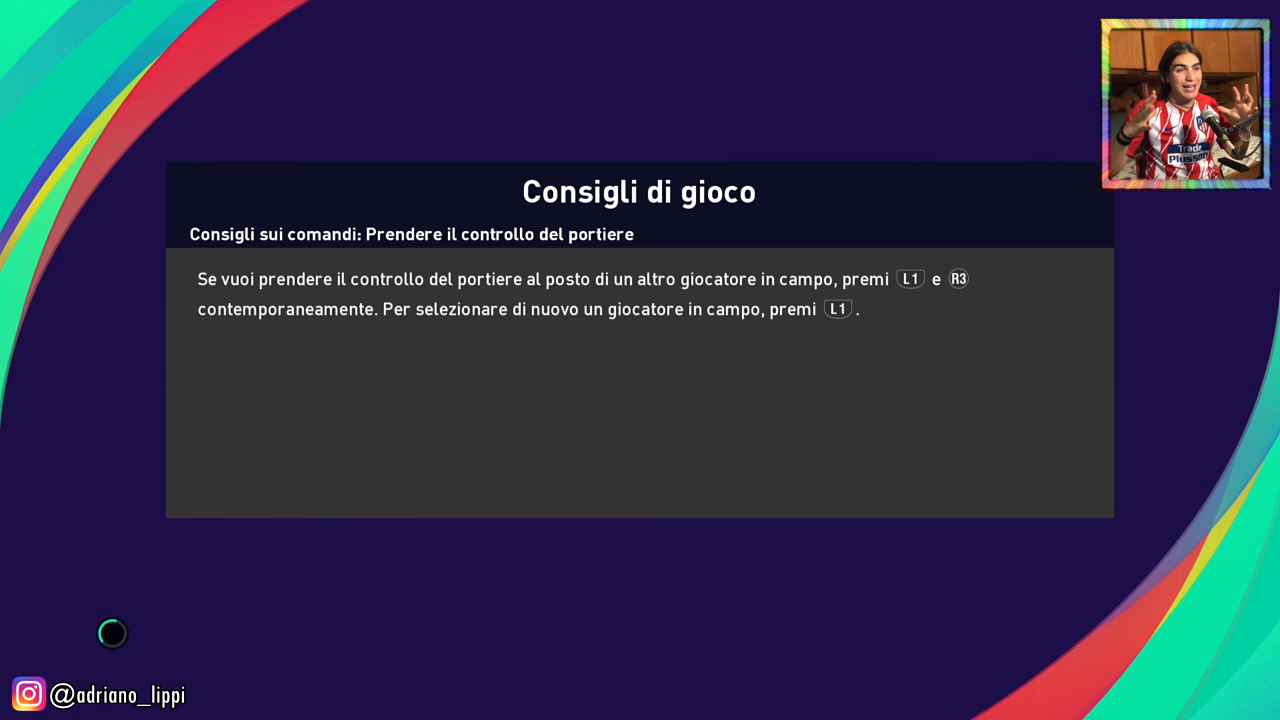 Consigli di gioco
Consigli sui comandi: Prendere il controllo del portiere
Se vuoi prendere il controllo del portiere al posto di un altro giocatore in campo, premi L1 e R3
contemporaneamente. Per selezionare di nuovo un giocatore in campo, premi L1 .
Trade
Plus500
@adriano_lippi